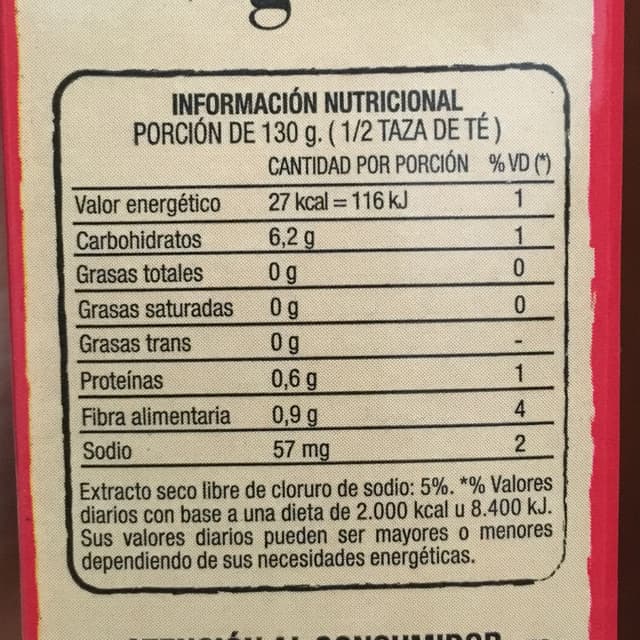 INFORMACIÓN NUTRICIONAL
PORCIÓN DE 130 g. ( 1/2 TAZA DE TÉ )
CANTIDAD POR PORCIÓN % VD (*)
Valor energético 27 kcal = 116 kJ 1
Carbohidratos 6,2 g 1
Grasas totales 0 g 0
Grasas saturadas 0 g 0
Grasas trans 0 g -
Proteínas 0,6 g 1
Fibra alimentaria 0,9 g 4
Sodio 57 mg 2
Extracto seco libre de cloruro de sodio: 5%. *% Valores
diarios con base a una dieta de 2.000 kcal u 8.400 kJ.
Sus valores diarios pueden ser mayores o menores
dependiendo de sus necesidades energéticas.
ATENCIÓN AL CONSUMIDOR